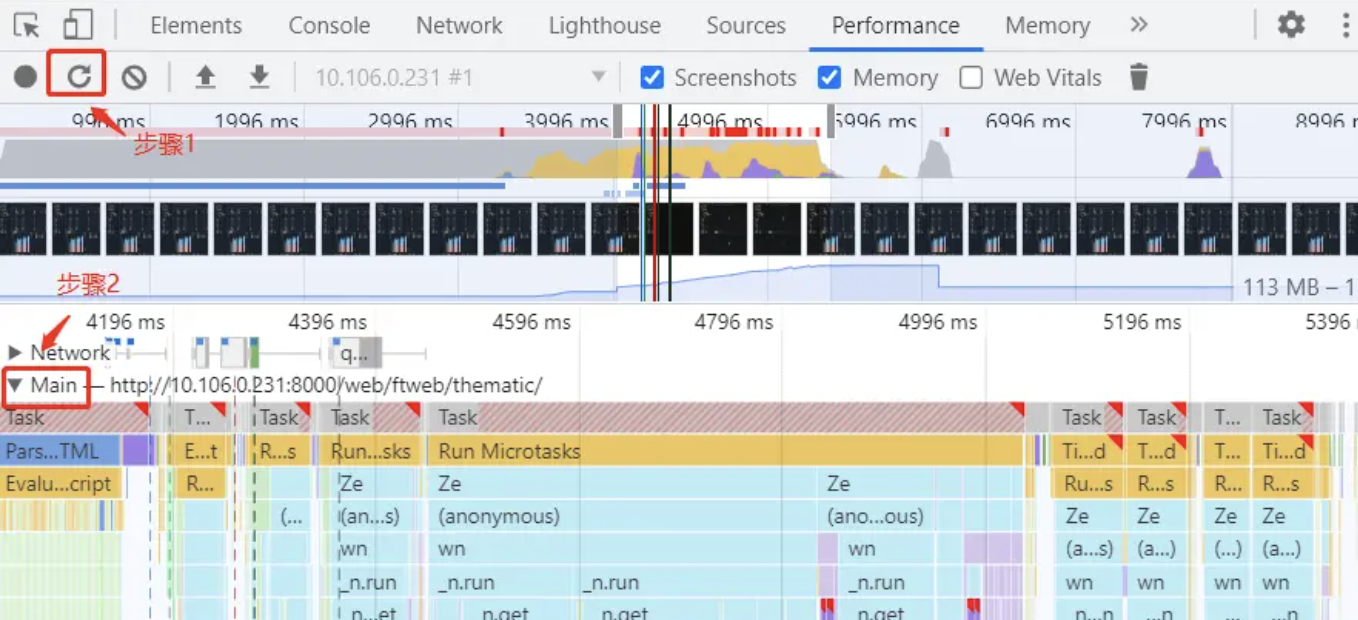 Elements Console Network Lighthouse Sources Performance Memory »
10.106.0.231 #1 Screenshots Memory Web Vitals
996 ms 1996 ms 2996 ms 3996 ms 4996 ms 5996 ms 6996 ms 7996 ms 8996 ms
步骤1
步骤2
113 MB – 1
4196 ms 4396 ms 4596 ms 4796 ms 4996 ms 5196 ms 5396
Network q...
Main — http://10.106.0.231:8000/web/ftweb/thematic/
Task T... Task Task Task Task Task T... Task
Pars...TML E...t R...s Run...sks Run Microtasks Ti...d T...d T... Ti...d
Evalu...cript R... Ze Ze Ze Ru...s R...s R... R...s
(... (an...s) (anonymous) (ano...ous) Ze Ze Ze Ze
wn wn wn (a...s) (a...) (...) (a...)
_n.run _n.run _n.run _n.run wn wn wn wn
_n...et _n.get _n.get _n.get _n...n _...n _...n